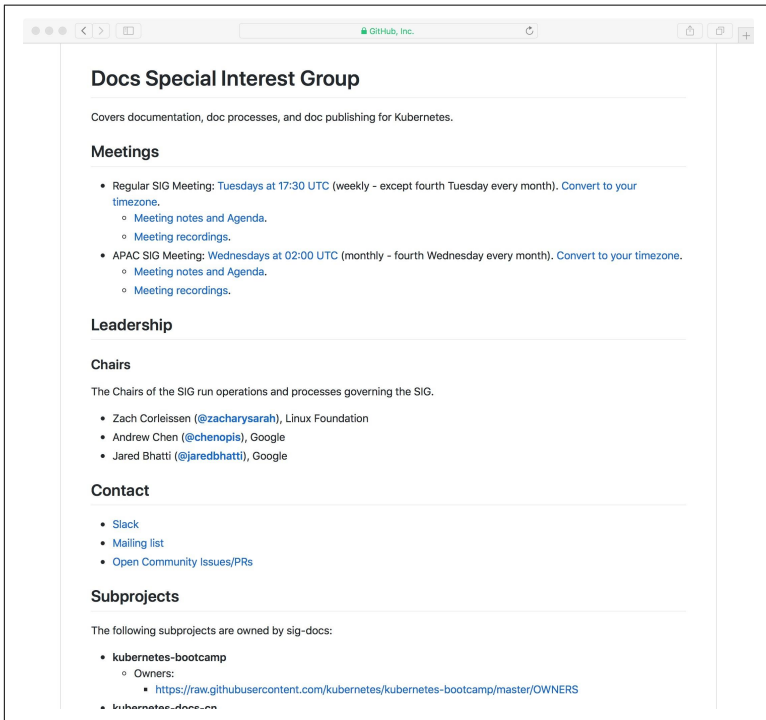 GitHub, Inc.
Docs Special Interest Group
Covers documentation, doc processes, and doc publishing for Kubernetes.
Meetings
• Regular SIG Meeting: Tuesdays at 17:30 UTC (weekly - except fourth Tuesday every month). Convert to your
timezone.
◦ Meeting notes and Agenda.
◦ Meeting recordings.
• APAC SIG Meeting: Wednesdays at 02:00 UTC (monthly - fourth Wednesday every month). Convert to your timezone.
◦ Meeting notes and Agenda.
◦ Meeting recordings.
Leadership
Chairs
The Chairs of the SIG run operations and processes governing the SIG.
• Zach Corleissen (@zacharysarah), Linux Foundation
• Andrew Chen (@chenopis), Google
• Jared Bhatti (@jaredbhatti), Google
Contact
• Slack
• Mailing list
• Open Community Issues/PRs
Subprojects
The following subprojects are owned by sig-docs:
• kubernetes-bootcamp
◦ Owners:
▪ https://raw.githubusercontent.com/kubernetes/kubernetes-bootcamp/master/OWNERS
• kubernetes-docs-cn